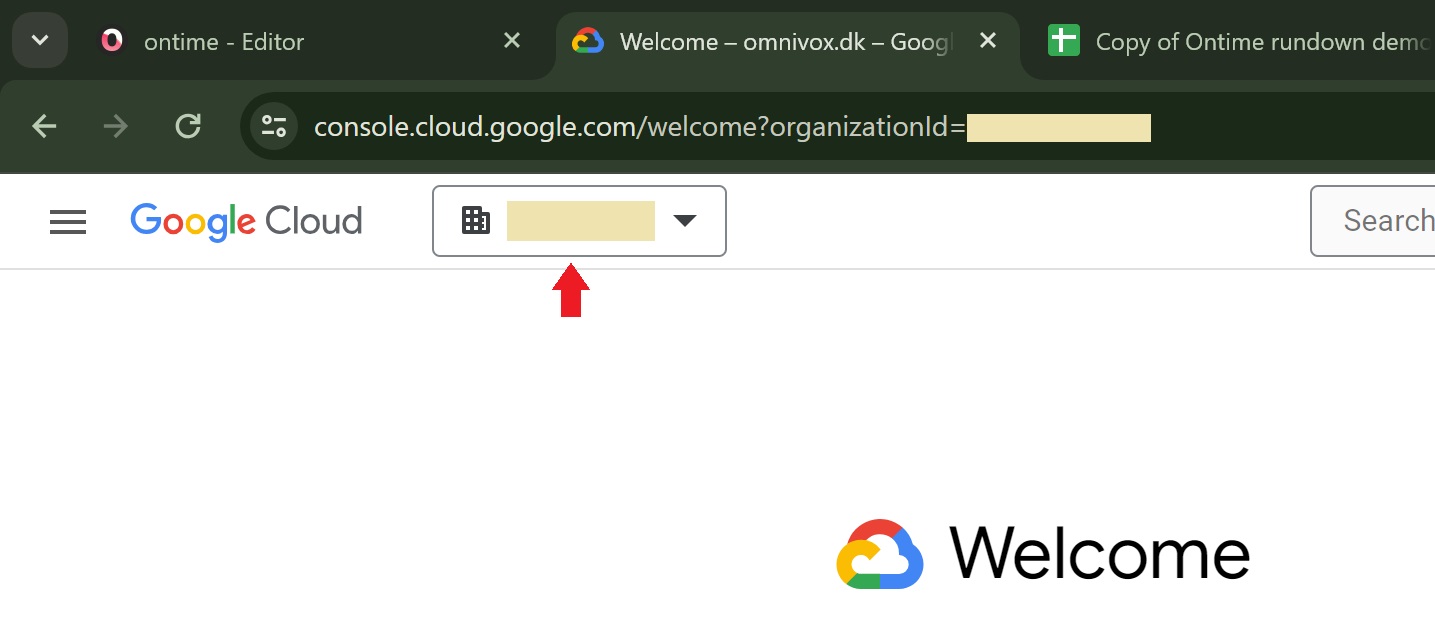 ontime - Editor
Welcome – omnivox.dk – Googl
Copy of Ontime rundown demo
console.cloud.google.com/welcome?organizationId=
Google Cloud
Search
Welcome